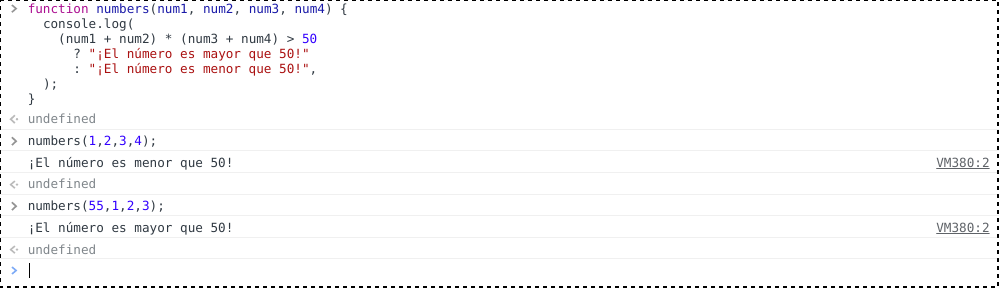 function numbers(num1, num2, num3, num4) {
console.log(
(num1 + num2) * (num3 + num4) > 50
? "¡El número es mayor que 50!"
: "¡El número es menor que 50!",
);
}
undefined
numbers(1,2,3,4);
¡El número es menor que 50! VM380:2
undefined
numbers(55,1,2,3);
¡El número es mayor que 50! VM380:2
undefined